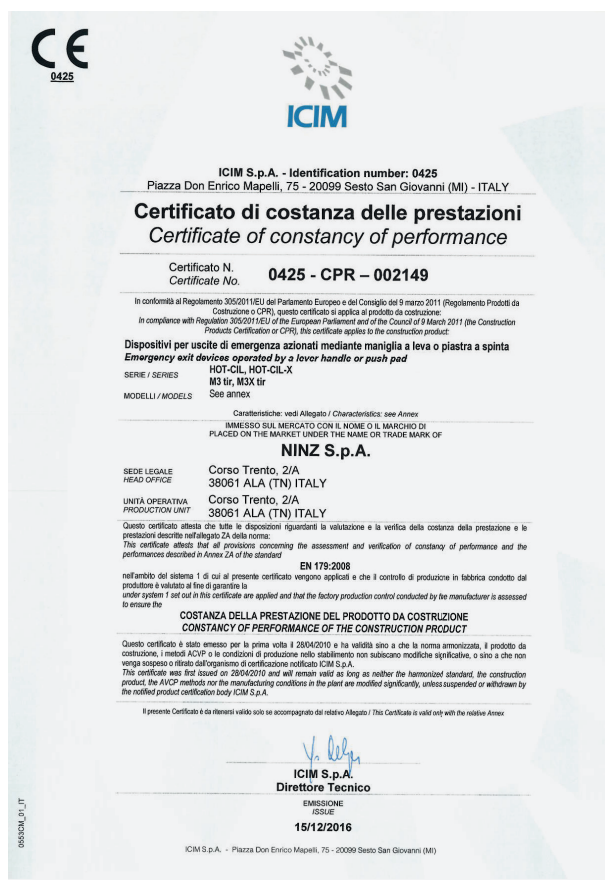 CE
0425
ICIM
ICIM S.p.A. - Identification number: 0425
Piazza Don Enrico Mapelli, 75 - 20099 Sesto San Giovanni (MI) - ITALY
Certificato di costanza delle prestazioni
Certificate of constancy of performance
Certificato N.
Certificate No.
0425 - CPR – 002149
In conformità al Regolamento 305/2011/EU del Parlamento Europeo e del Consiglio del 9 marzo 2011 (Regolamento Prodotti da
Costruzione o CPR), questo certificato si applica al prodotto da costruzione:
In compliance with Regulation 305/2011/EU of the European Parliament and of the Council of 9 March 2011 (the Construction
Products Certification or CPR), this certificate applies to the construction product:
Dispositivi per uscite di emergenza azionati mediante maniglia a leva o piastra a spinta
Emergency exit devices operated by a lever handle or push pad
SERIE / SERIES
HOT-CIL, HOT-CIL-X
M3 tir, M3X tir
MODELLI / MODELS
See annex
Caratteristiche: vedi Allegato / Characteristics: see Annex
IMMESSO SUL MERCATO CON IL NOME O IL MARCHIO DI
PLACED ON THE MARKET UNDER THE NAME OR TRADE MARK OF
NINZ S.p.A.
SEDE LEGALE
HEAD OFFICE
Corso Trento, 2/A
38061 ALA (TN) ITALY
UNITÀ OPERATIVA
PRODUCTION UNIT
Corso Trento, 2/A
38061 ALA (TN) ITALY
Questo certificato attesta che tutte le disposizioni riguardanti la valutazione e la verifica della costanza della prestazione e le
prestazioni descritte nell'allegato ZA della norma:
This certificate attests that all provisions concerning the assessment and verification of constancy of performance and the
performances described in Annex ZA of the standard
EN 179:2008
nell'ambito del sistema 1 di cui al presente certificato vengono applicati e che il controllo di produzione in fabbrica condotto dal
produttore è valutato al fine di garantire la
under system 1 set out in this certificate are applied and that the factory production control conducted by the manufacturer is assessed
to ensure the
COSTANZA DELLA PRESTAZIONE DEL PRODOTTO DA COSTRUZIONE
CONSTANCY OF PERFORMANCE OF THE CONSTRUCTION PRODUCT
Questo certificato è stato emesso per la prima volta il 28/04/2010 e ha validità sino a che la norma armonizzata, il prodotto da
costruzione, i metodi ACVP o le condizioni di produzione nello stabilimento non subiscano modifiche significative, o sino a che non
venga sospeso o ritirato dall'organismo di certificazione notificato ICIM S.p.A.
This certificate was first issued on 28/04/2010 and will remain valid as long as neither the harmonized standard, the construction
product, the AVCP methods nor the manufacturing conditions in the plant are modified significantly, unless suspended or withdrawn by
the notified product certification body ICIM S.p.A.
Il presente Certificato è da ritenersi valido solo se accompagnato dal relativo Allegato / This Certificate is valid only with the relative Annex
ICIM S.p.A.
Direttore Tecnico
EMISSIONE
ISSUE
15/12/2016
0553CM_01_IT
ICIM S.p.A. - Piazza Don Enrico Mapelli, 75 - 20099 Sesto San Giovanni (MI)